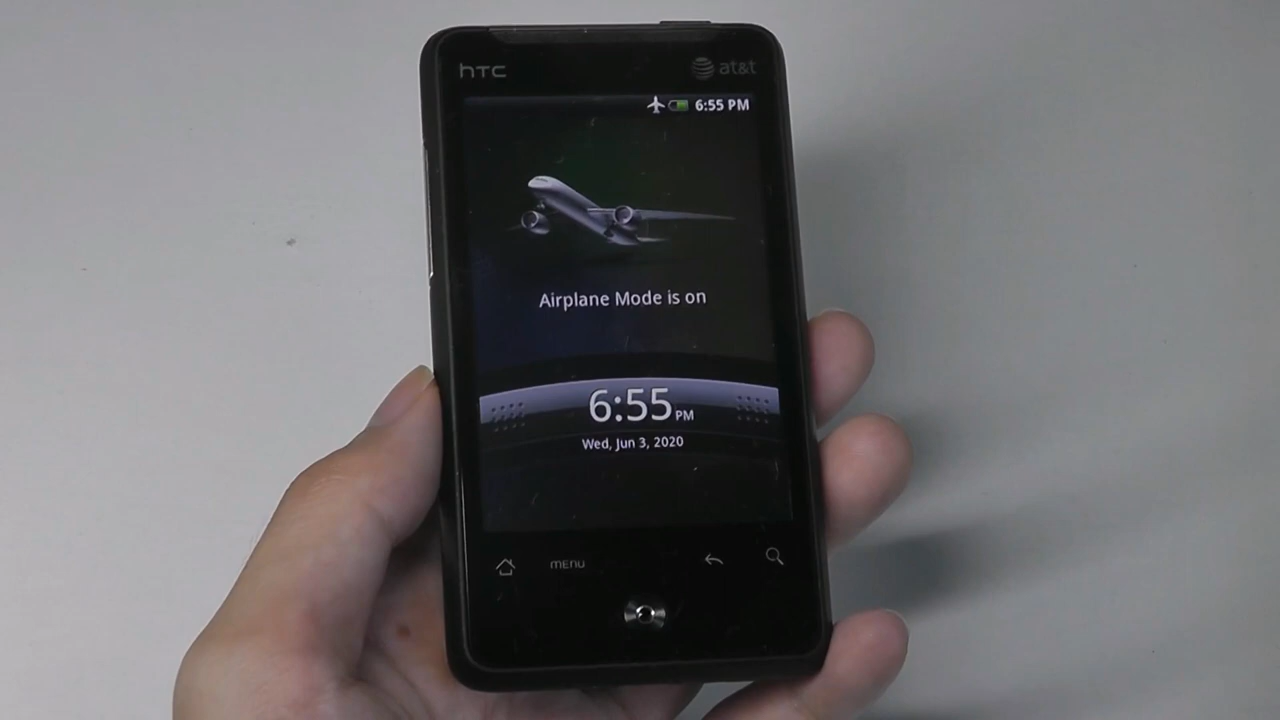 hTC
at&t
6:55 PM
Airplane Mode is on
6:55 PM
Wed, Jun 3, 2020
MENU